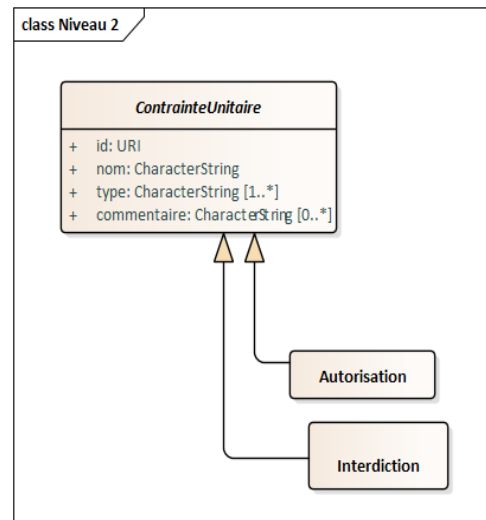 class Niveau 2
ContrainteUnitaire
+ id: URI
+ nom: CharacterString
+ type: CharacterString [1..*]
+ commentaire: CharacterString [0..*]
Autorisation
Interdiction